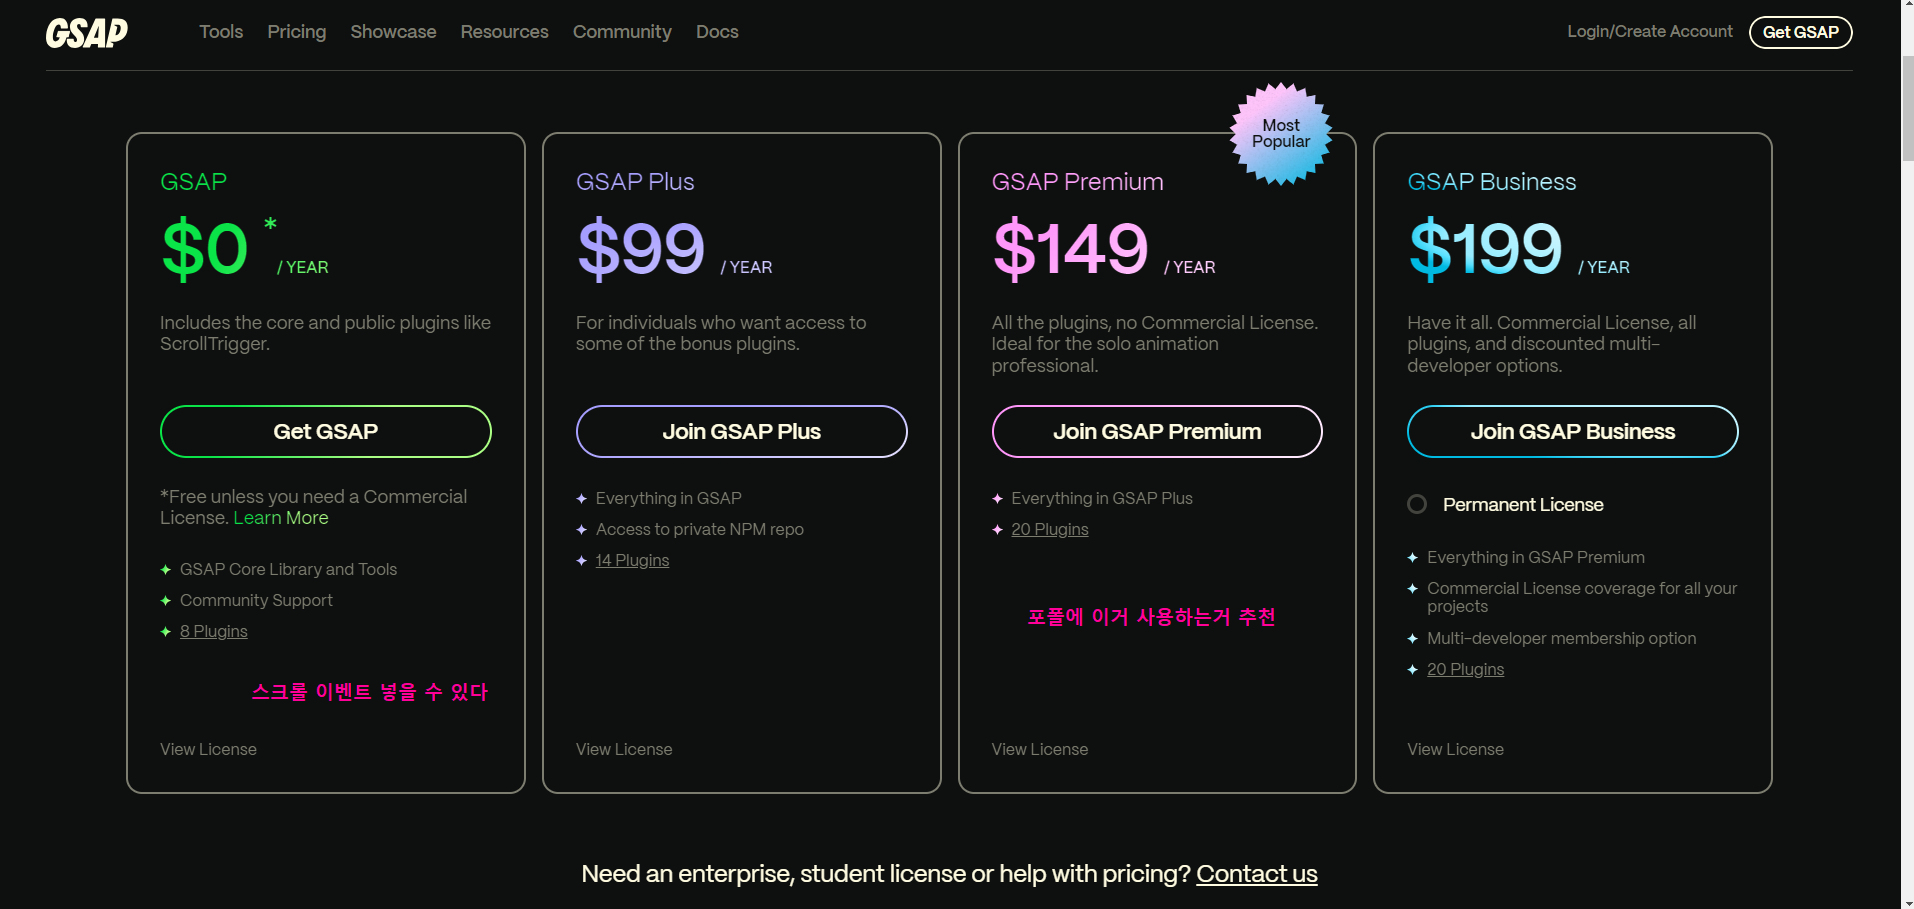 GSAP
Tools Pricing Showcase Resources Community Docs
Login/Create Account
Get GSAP
GSAP
$0 * / YEAR
Includes the core and public plugins like
ScrollTrigger.
Get GSAP
*Free unless you need a Commercial
License. Learn More
GSAP Core Library and Tools
Community Support
8 Plugins
스크롤 이벤트 넣을 수 있다
View License
GSAP Plus
$99 / YEAR
For individuals who want access to
some of the bonus plugins.
Join GSAP Plus
Everything in GSAP
Access to private NPM repo
14 Plugins
View License
Most
Popular
GSAP Premium
$149 / YEAR
All the plugins, no Commercial License.
Ideal for the solo animation
professional.
Join GSAP Premium
Everything in GSAP Plus
20 Plugins
포폴에 이거 사용하는거 추천
View License
GSAP Business
$199 / YEAR
Have it all. Commercial License, all
plugins, and discounted multi-
developer options.
Join GSAP Business
Permanent License
Everything in GSAP Premium
Commercial License coverage for all your
projects
Multi-developer membership option
20 Plugins
View License
Need an enterprise, student license or help with pricing? Contact us